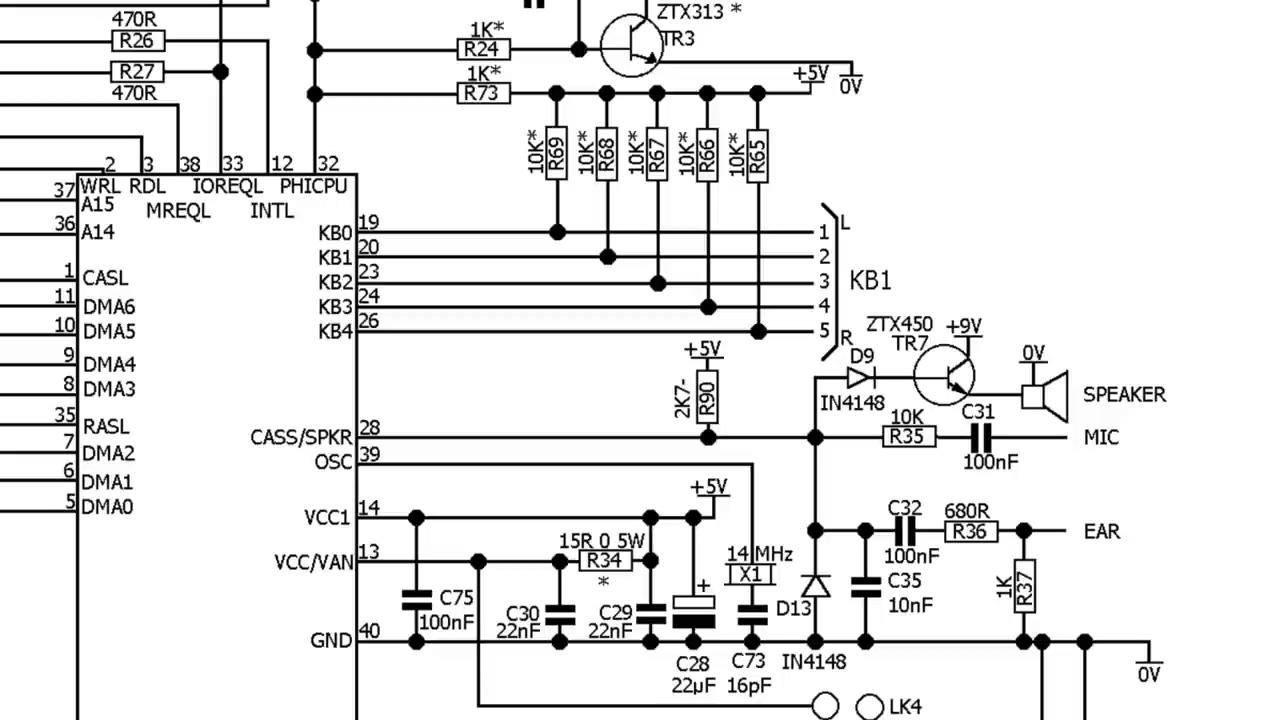 ZTX313 *
470R
R26
1K*
R24
TR3
R27
470R
1K*
R73
+5V
0V
10K*
R69
10K*
R68
10K*
R67
10K*
R66
10K*
R65
2
3
38
33
12
32
37
WRL
RDL
IOREQL
PHICPU
A15
MREQL
INTL
36
A14
KB0
19
1
L
KB1
20
2
1
CASL
KB2
23
3
KB1
11
DMA6
KB3
24
4
10
DMA5
KB4
26
5
R
ZTX450
+9V
TR7
9
DMA4
+5V
D9
0V
8
DMA3
2K7-
R90
IN4148
SPEAKER
35
RASL
CASS/SPKR
28
10K
R35
C31
100nF
MIC
7
DMA2
OSC
39
6
DMA1
+5V
5
DMA0
VCC1
14
C32
100nF
680R
R36
EAR
VCC/VAN
13
15R 0 5W
R34
*
14 MHz
X1
C75
100nF
C30
22nF
C29
22nF
+
D13
C35
10nF
1K
R37
GND
40
C28
22µF
C73
16pF
IN4148
0V
LK4